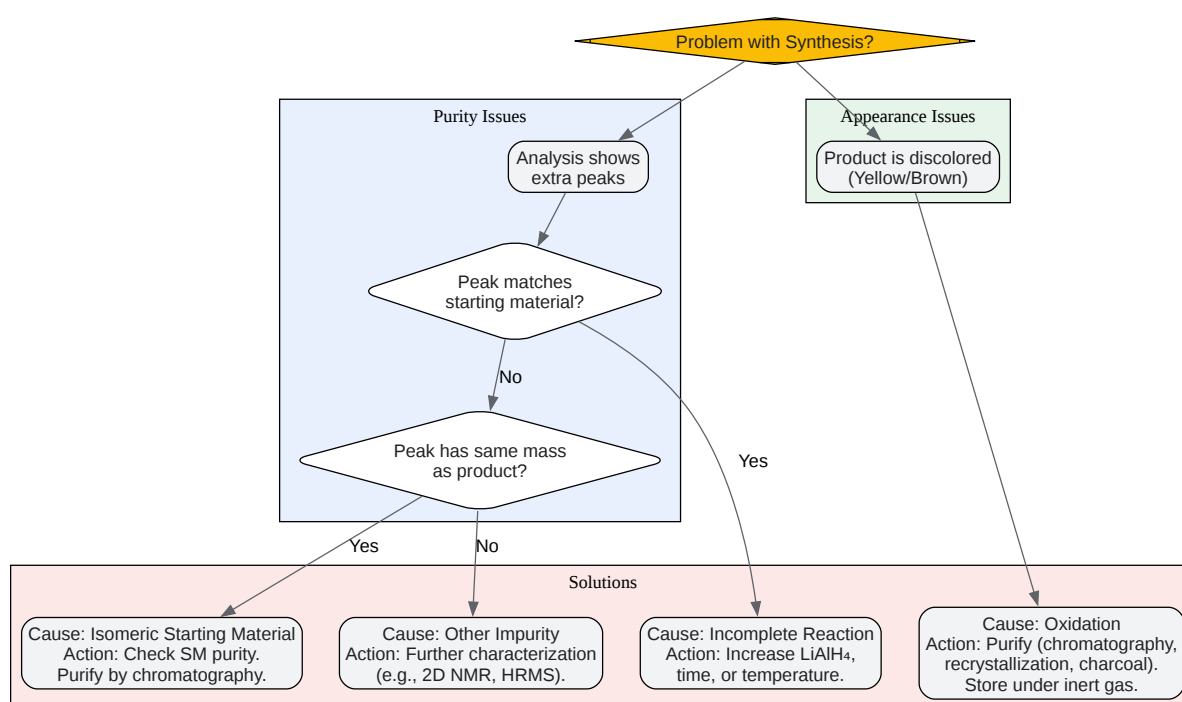 Problem with Synthesis?
Purity Issues
Appearance Issues
Analysis shows
extra peaks
Product is discolored
(Yellow/Brown)
Peak matches
starting material?
No
Peak has same mass
as product?
Yes
Yes
No
Solutions
Cause: Isomeric Starting Material
Action: Check SM purity.
Purify by chromatography.
Cause: Other Impurity
Action: Further characterization
(e.g., 2D NMR, HRMS).
Cause: Incomplete Reaction
Action: Increase LiAlH₄,
time, or temperature.
Cause: Oxidation
Action: Purify (chromatography,
recrystallization, charcoal).
Store under inert gas.